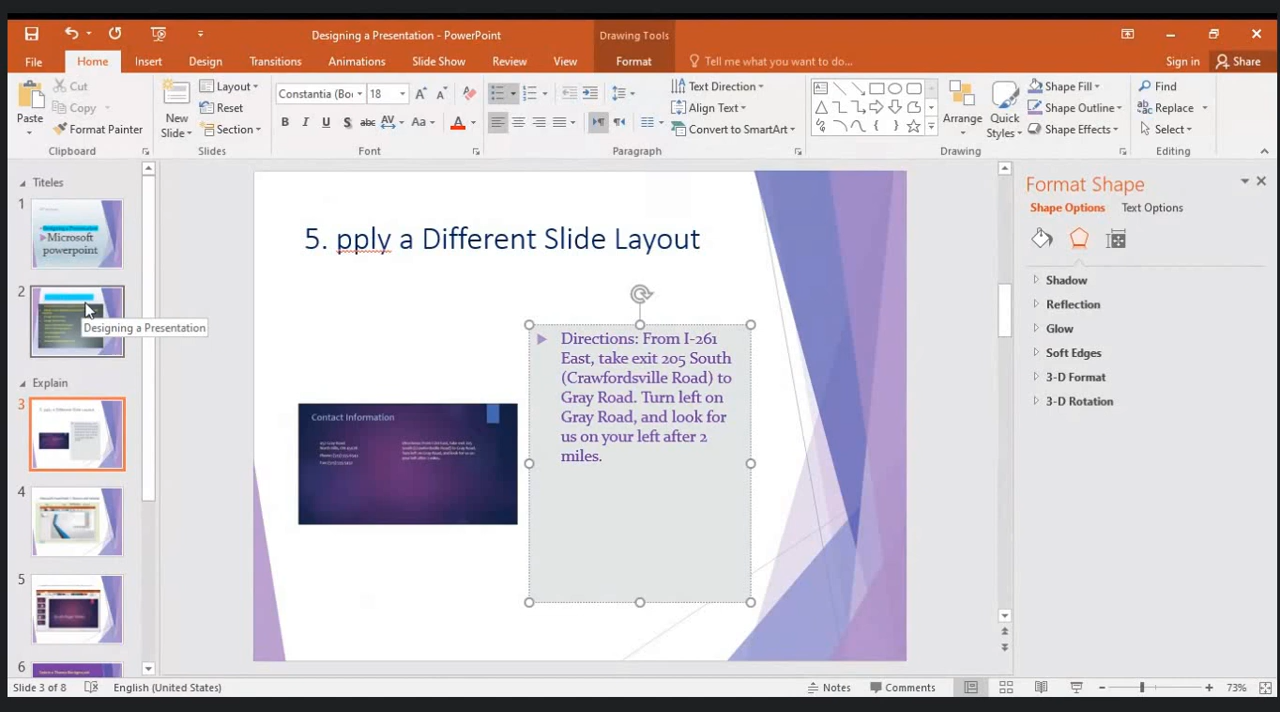 Designing a Presentation - PowerPoint
Drawing Tools
File Home Insert Design Transitions Animations Slide Show Review View Format Tell me what you want to do... Sign in Share
Paste
Cut
Copy
Format Painter
Clipboard
New Slide
Layout
Reset
Section
Slides
Constantia (Bo 18
B I U S abc AV Aa A
Font
Text Direction
Align Text
Convert to SmartArt
Paragraph
Arrange
Quick Styles
Shape Fill
Shape Outline
Shape Effects
Drawing
Find
Replace
Select
Editing
Titeles
1
Microsoft
powerpoint
2
Designing a Presentation
Explain
3
4
5
6
5. pply a Different Slide Layout
Contact Information
Directions: From I-261
East, take exit 205 South
(Crawfordsville Road) to
Gray Road. Turn left on
Gray Road, and look for
us on your left after 2
miles.
Format Shape
Shape Options Text Options
Shadow
Reflection
Glow
Soft Edges
3-D Format
3-D Rotation
Slide 3 of 8 English (United States) Notes Comments 73%